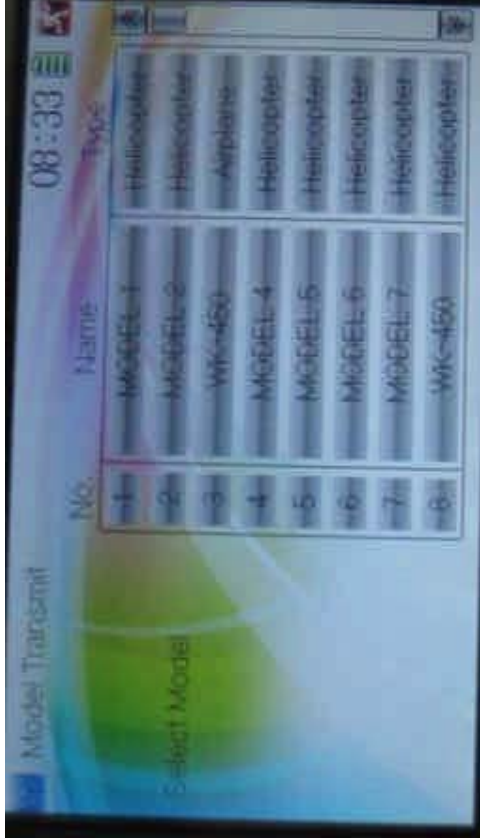 Model Transmit 08:33
No. Name Type
1 MODEL 1 Helicopter
2 MODEL 2 Helicopter
3 WK-450 Airplane
4 MODEL 4 Helicopter
Select Model
5 MODEL 5 Helicopter
6 MODEL 6 Helicopter
7 MODEL 7 Helicopter
8 WK-450 Helicopter